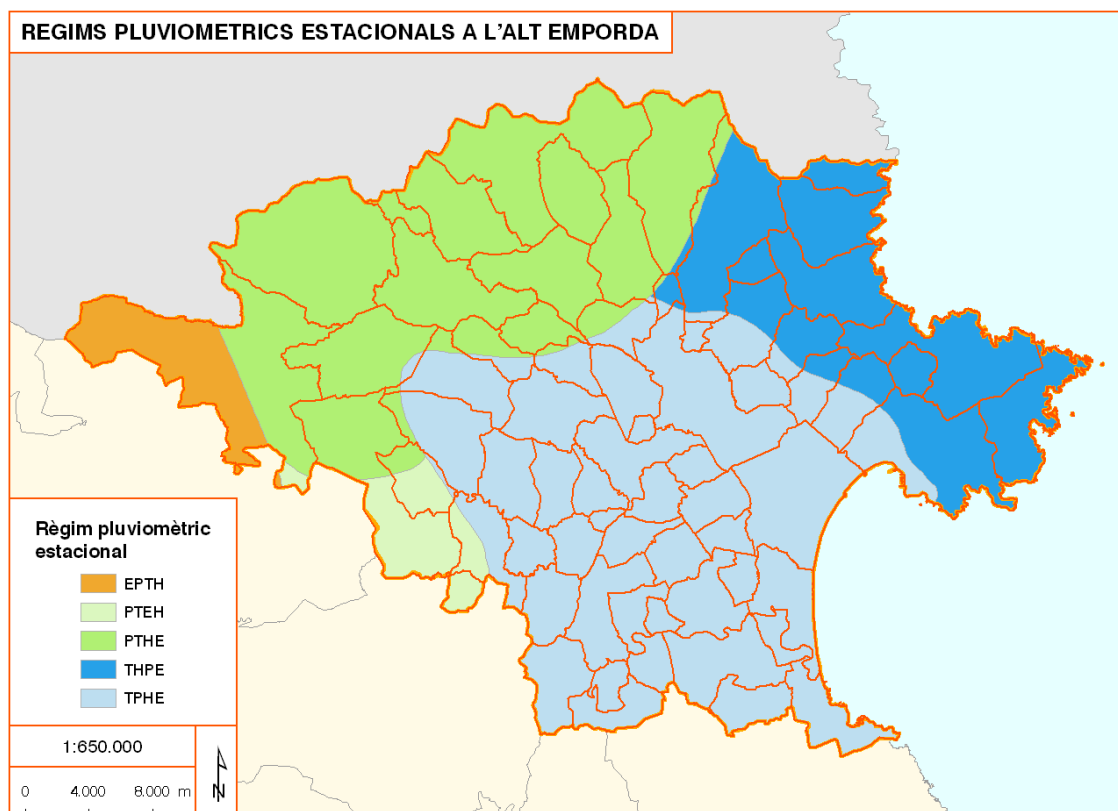 REGIMS PLUVIOMETRICS ESTACIONALS A L'ALT EMPORDA
Règim pluviomètric
estacional
EPTH
PTEH
PTHE
THPE
TPHE
1:650.000
0 4.000 8.000 m
N